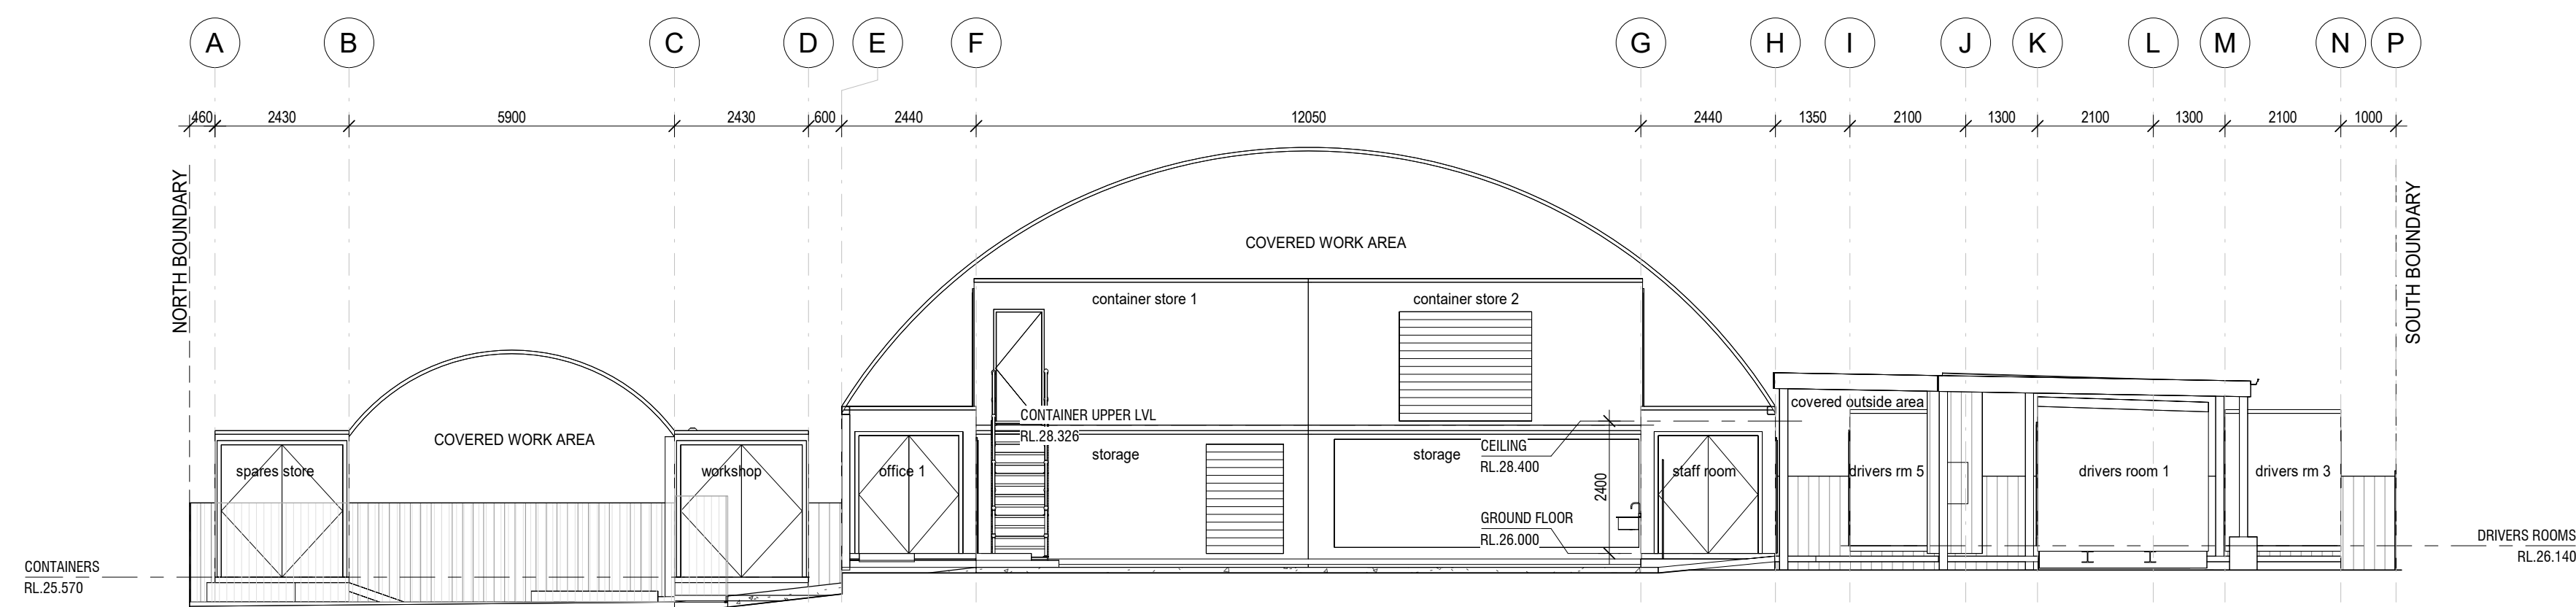 A B C D E F G H I J K L M N P
460 2430 5900 2430 600 2440 12050 2440 1350 2100 1300 2100 1300 2100 1000
NORTH BOUNDARY
SOUTH BOUNDARY
COVERED WORK AREA
container store 1
container store 2
covered outside area
CONTAINER UPPER LVL
RL.28.326
COVERED WORK AREA
CEILING
RL.28.400
storage
storage
spares store
workshop
office 1
staff room
drivers rm 5
drivers room 1
drivers rm 3
2400
GROUND FLOOR
RL.26.000
DRIVERS ROOMS
RL.26.140
CONTAINERS
RL.25.570